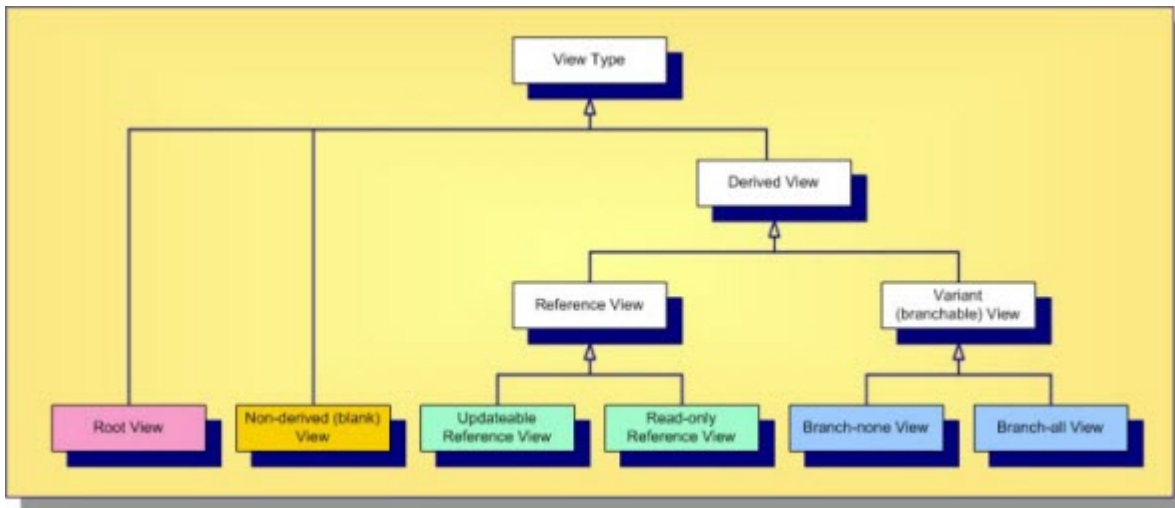 View Type
Derived View
Reference View
Variant
(branchable) View
Root View
Non-derived (blank)
View
Updateable
Reference View
Read-only
Reference View
Branch-none View
Branch-all View